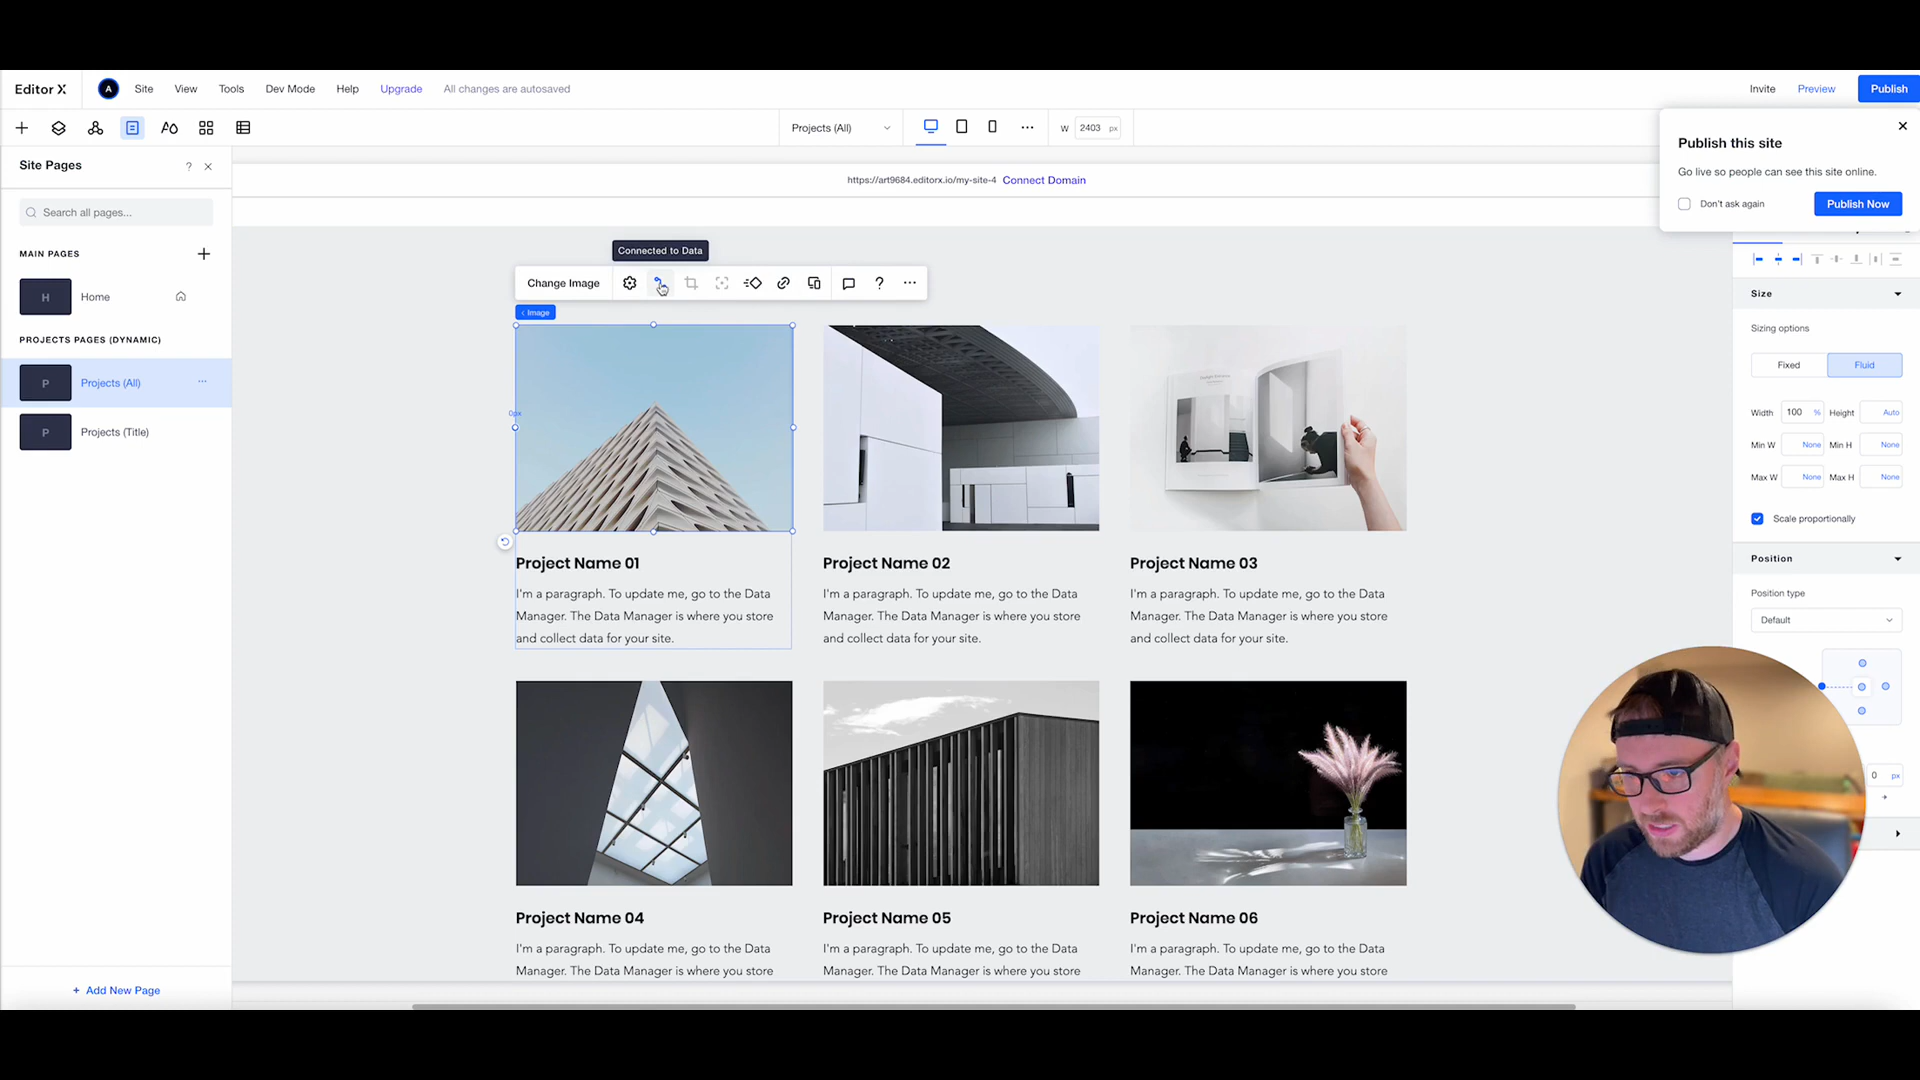 Editor X
A
Site
View
Tools
Dev Mode
Help
Upgrade
All changes are autosaved
Invite
Preview
Publish
Projects (All)
W
2403
px
Site Pages
?
Search all pages...
MAIN PAGES
H
Home
PROJECTS PAGES (DYNAMIC)
P
Projects (All)
P
Projects (Title)
+ Add New Page
https://art9684.editorx.io/my-site-4
Connect Domain
Publish this site
Go live so people can see this site online.
Don't ask again
Publish Now
Connected to Data
Change Image
?
< Image
0px
Project Name 01
I'm a paragraph. To update me, go to the Data
Manager. The Data Manager is where you store
and collect data for your site.
Project Name 02
I'm a paragraph. To update me, go to the Data
Manager. The Data Manager is where you store
and collect data for your site.
Project Name 03
I'm a paragraph. To update me, go to the Data
Manager. The Data Manager is where you store
and collect data for your site.
Project Name 04
I'm a paragraph. To update me, go to the Data
Manager. The Data Manager is where you store
Project Name 05
I'm a paragraph. To update me, go to the Data
Manager. The Data Manager is where you store
Project Name 06
I'm a paragraph. To update me, go to the Data
Manager. The Data Manager is where you store
Size
Sizing options
Fixed
Fluid
Width 100 % Height Auto
Min W None Min H None
Max W None Max H None
Scale proportionally
Position
Position type
Default
0 px